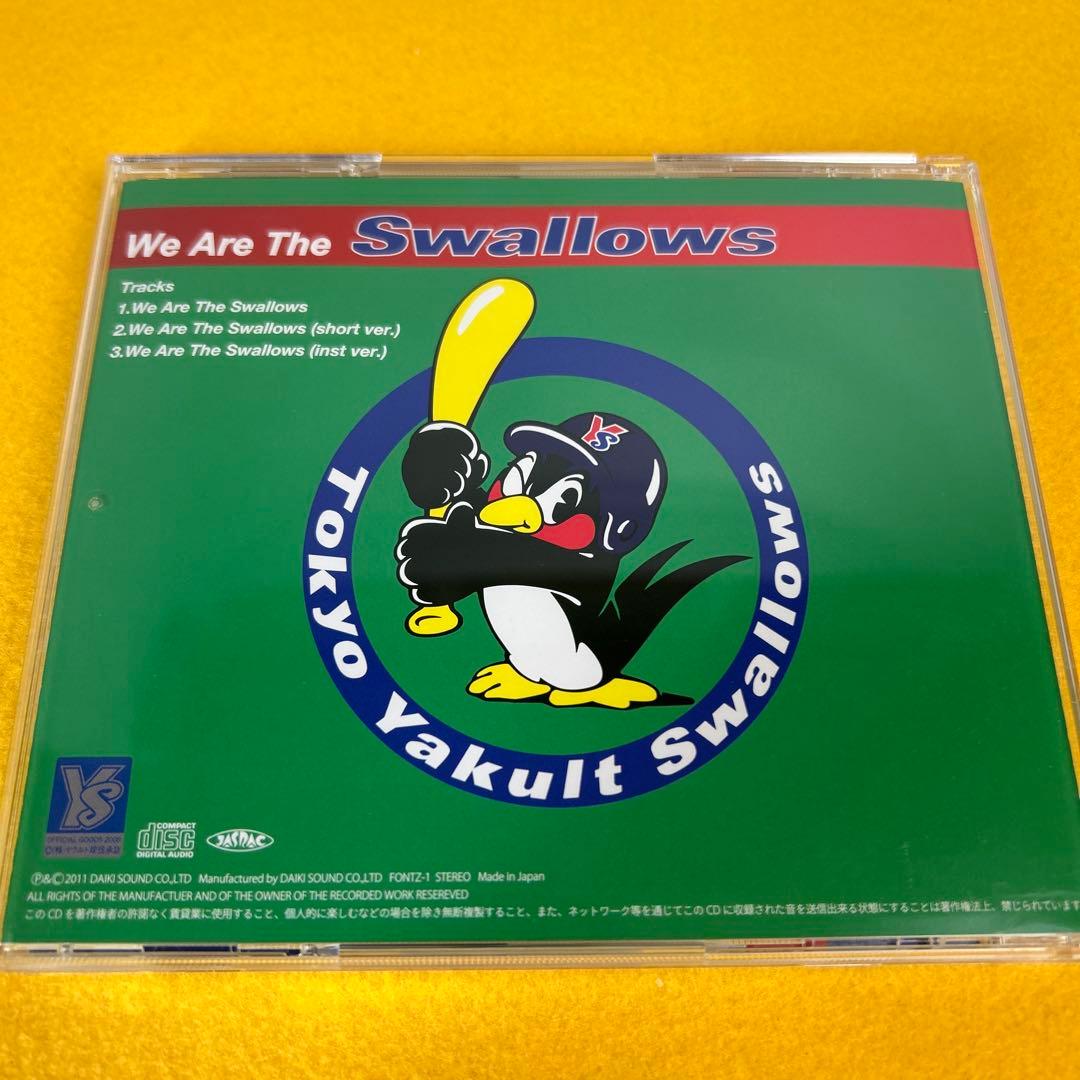 We Are The Swallows
Tracks
1.We Are The Swallows
2.We Are The Swallows (short ver.)
3.We Are The Swallows (inst ver.)
YS
Tokyo Yakult Swallows
YS
OFFICIAL GOODS 2006
COMPACT
disc
DIGITAL AUDIO
JASRAC
Ⓟ&Ⓒ2011 DAIKI SOUND CO.,LTD Manufactured by DAIKI SOUND CO.,LTD FONTZ-1 STEREO Made in Japan
ALL RIGHTS OF THE MANUFACTUER AND OF THE OWNER OF THE RECORDED WORK RESEREVED
このCDを著作権者の許諾なく賃貸業に使用すること、個人的に楽しむなどの場合を除き無断複製すること、また、ネットワーク等を通じてこのCDに収録された音を送信出来る状態にすることは著作権法上、禁じられています